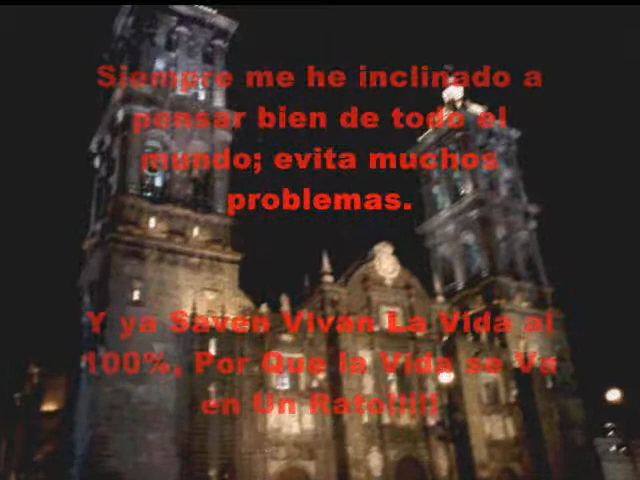 Siempre me he inclinado a
pensar bien de todo el
mundo; evita muchos
problemas.
Y ya Saven Vivan La Vida al
100%, Por Que la Vida se Va
en Un Rato!!!!!